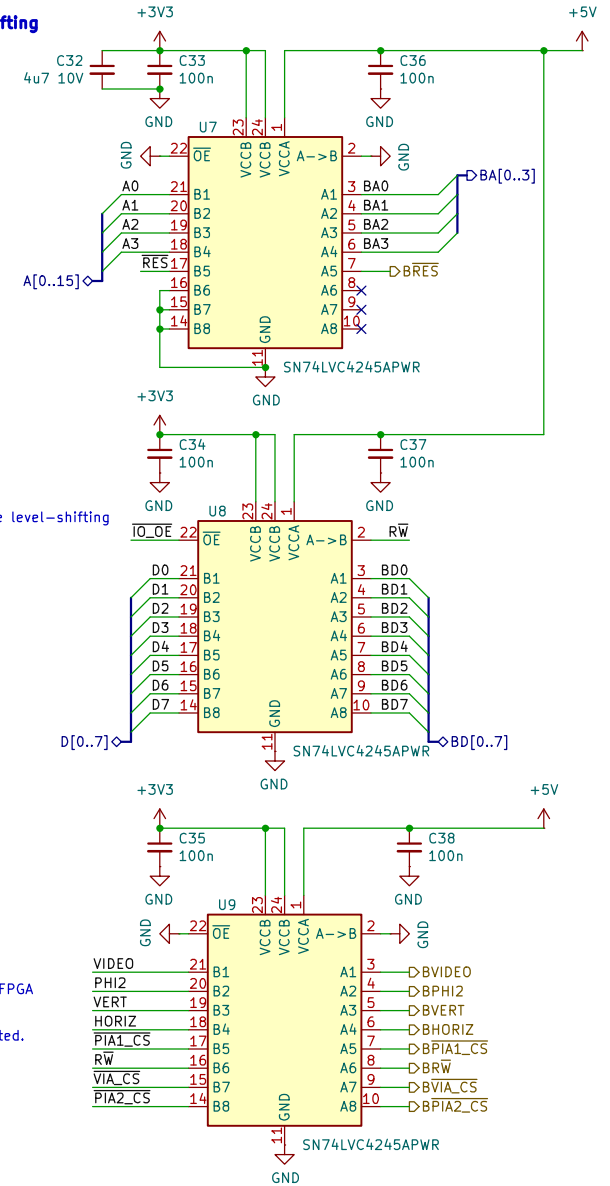 fting
+3V3
+5V
C32
4u7 10V
C33
100n
C36
100n
GND
GND
U7
23
24
1
GND
22
OE
VCCB
VCCB
VCCA
A->B
2
GND
A0
21
B1
A1
3
BA0
BA[0..3]
A1
20
B2
A2
4
BA1
A2
19
B3
A3
5
BA2
A3
18
B4
A4
6
BA3
RES
17
B5
A5
7
BRES
A[0..15]
16
B6
A6
8
15
B7
A7
9
14
B8
A8
10
GND
11
SN74LVC4245APWR
GND
+3V3
C34
100n
C37
100n
GND
GND
e level-shifting
U8
23
24
1
IO_OE
22
OE
VCCB
VCCB
VCCA
A->B
2
RW
D0
21
B1
A1
3
BD0
D1
20
B2
A2
4
BD1
D2
19
B3
A3
5
BD2
D3
18
B4
A4
6
BD3
D4
17
B5
A5
7
BD4
D5
16
B6
A6
8
BD5
D6
15
B7
A7
9
BD6
D7
14
B8
A8
10
BD7
D[0..7]
GND
11
BD[0..7]
SN74LVC4245APWR
GND
+3V3
+5V
C35
100n
C38
100n
GND
GND
U9
23
24
1
GND
22
OE
VCCB
VCCB
VCCA
A->B
2
GND
VIDEO
21
B1
A1
3
BVIDEO
PHI2
20
B2
A2
4
BPHI2
FPGA
VERT
19
B3
A3
5
BVERT
HORIZ
18
B4
A4
6
BHORIZ
ted.
PIA1_CS
17
B5
A5
7
BPIA1_CS
RW
16
B6
A6
8
BRW
VIA_CS
15
B7
A7
9
BVIA_CS
PIA2_CS
14
B8
A8
10
BPIA2_CS
GND
11
SN74LVC4245APWR
GND